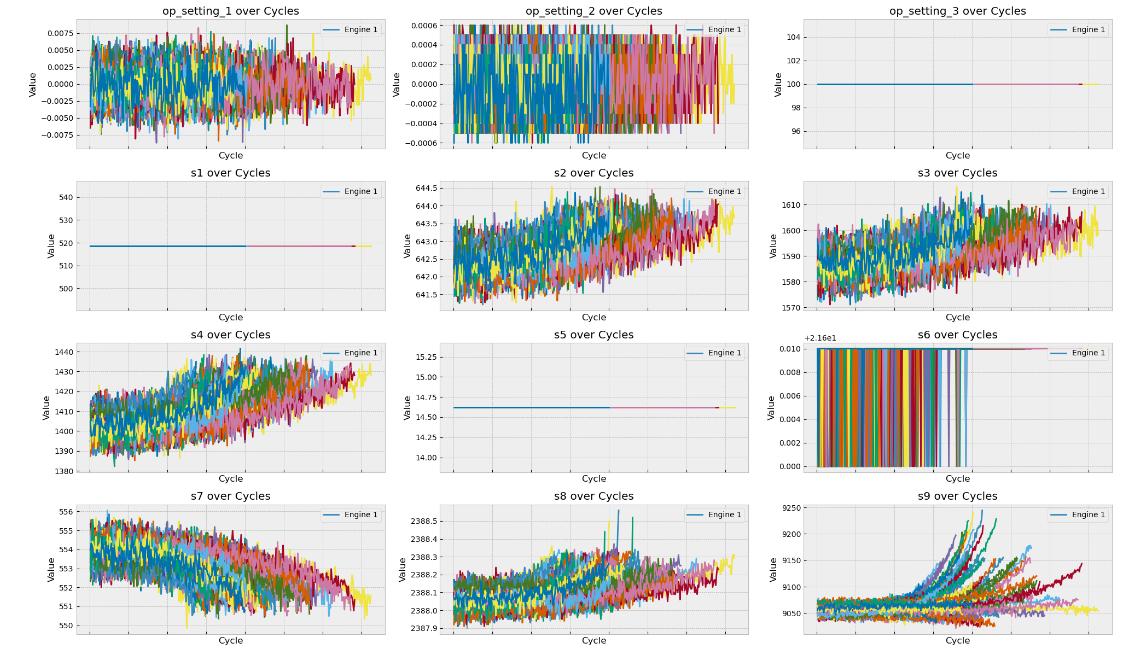 op_setting_1 over Cycles
Value
0.0075
0.0050
0.0025
0.0000
−0.0025
−0.0050
−0.0075
Engine 1
Cycle
op_setting_2 over Cycles
Value
0.0006
0.0004
0.0002
0.0000
−0.0002
−0.0004
−0.0006
Engine 1
Cycle
op_setting_3 over Cycles
Value
104
102
100
98
96
Engine 1
Cycle
s1 over Cycles
Value
540
530
520
510
500
Engine 1
Cycle
s2 over Cycles
Value
644.5
644.0
643.5
643.0
642.5
642.0
641.5
Engine 1
Cycle
s3 over Cycles
Value
1610
1600
1590
1580
1570
Engine 1
Cycle
s4 over Cycles
Value
1440
1430
1420
1410
1400
1390
1380
Engine 1
Cycle
s5 over Cycles
Value
15.25
15.00
14.75
14.50
14.25
14.00
Engine 1
Cycle
s6 over Cycles
+2.16e1
Value
0.010
0.008
0.006
0.004
0.002
0.000
Engine 1
Cycle
s7 over Cycles
Value
556
555
554
553
552
551
550
Engine 1
Cycle
s8 over Cycles
Value
2388.5
2388.4
2388.3
2388.2
2388.1
2388.0
2387.9
Engine 1
Cycle
s9 over Cycles
Value
9250
9200
9150
9100
9050
Engine 1
Cycle